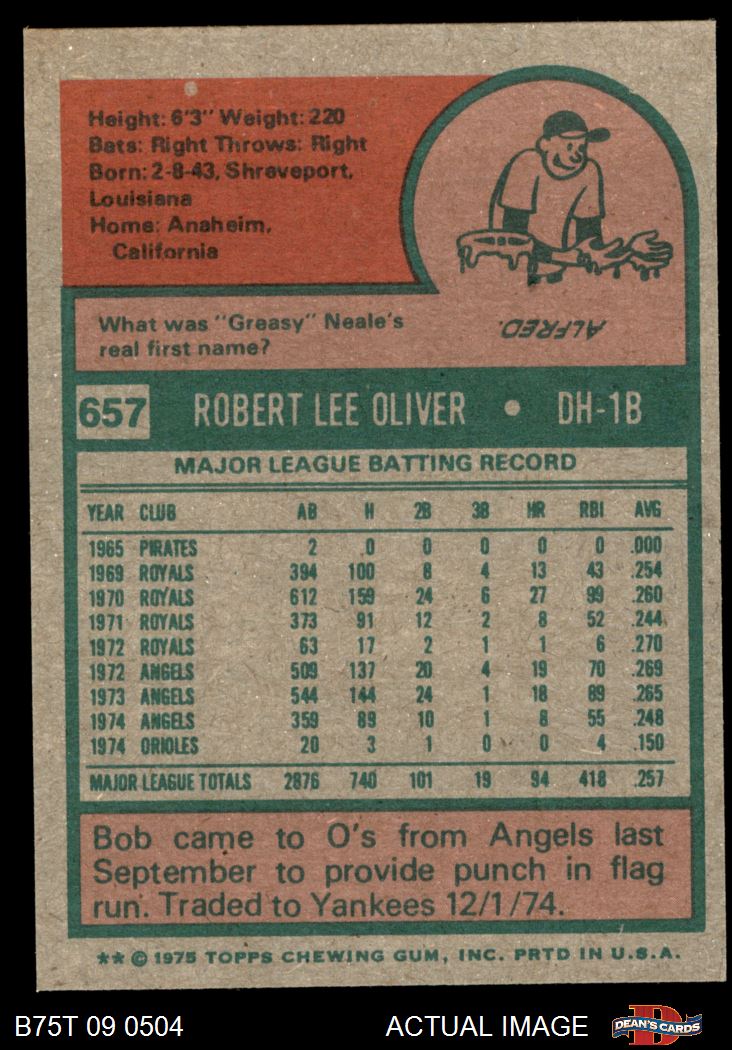 Height: 6'3" Weight: 220
Bats: Right Throws: Right
Born: 2-8-43, Shreveport,
Louisiana
Home: Anaheim,
California
What was "Greasy" Neale's
real first name?
ALFRED.
657 ROBERT LEE OLIVER • DH-1B
MAJOR LEAGUE BATTING RECORD
YEAR CLUB AB H 2B 3B HR RBI AVG
1965 PIRATES 2 0 0 0 0 0 .000
1969 ROYALS 394 100 8 4 13 43 .254
1970 ROYALS 612 159 24 6 27 99 .260
1971 ROYALS 373 91 12 2 8 52 .244
1972 ROYALS 63 17 2 1 1 6 .270
1972 ANGELS 509 137 20 4 19 70 .269
1973 ANGELS 544 144 24 1 18 89 .265
1974 ANGELS 359 89 10 1 8 55 .248
1974 ORIOLES 20 3 1 0 0 4 .150
MAJOR LEAGUE TOTALS 2876 740 101 19 94 418 .257
Bob came to O's from Angels last
September to provide punch in flag
run. Traded to Yankees 12/1/74.
** © 1975 TOPPS CHEWING GUM, INC. PRTD IN U.S.A.
B75T 09 0504 ACTUAL IMAGE D DEAN'S CARDS